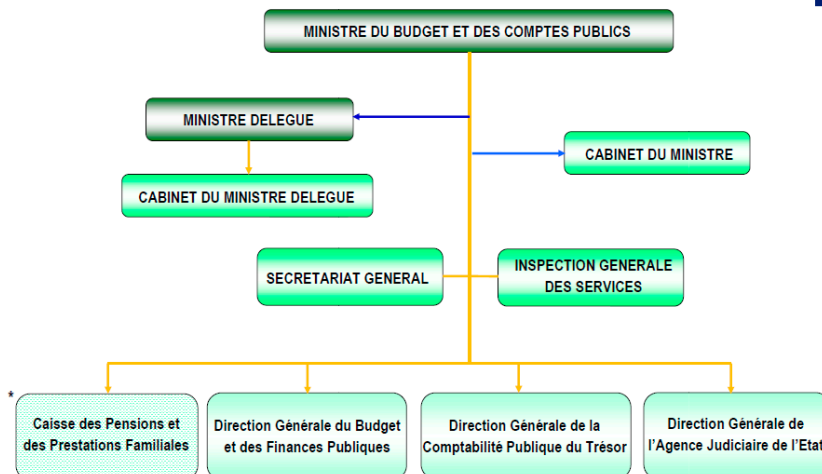 MINISTRE DU BUDGET ET DES COMPTES PUBLICS
MINISTRE DELEGUE
CABINET DU MINISTRE
CABINET DU MINISTRE DELEGUE
SECRETARIAT GENERAL
INSPECTION GENERALE
DES SERVICES
*
Caisse des Pensions et
des Prestations Familiales
Direction Générale du Budget
et des Finances Publiques
Direction Générale de la
Comptabilité Publique du Trésor
Direction Générale de
l'Agence Judiciaire de l'Etat